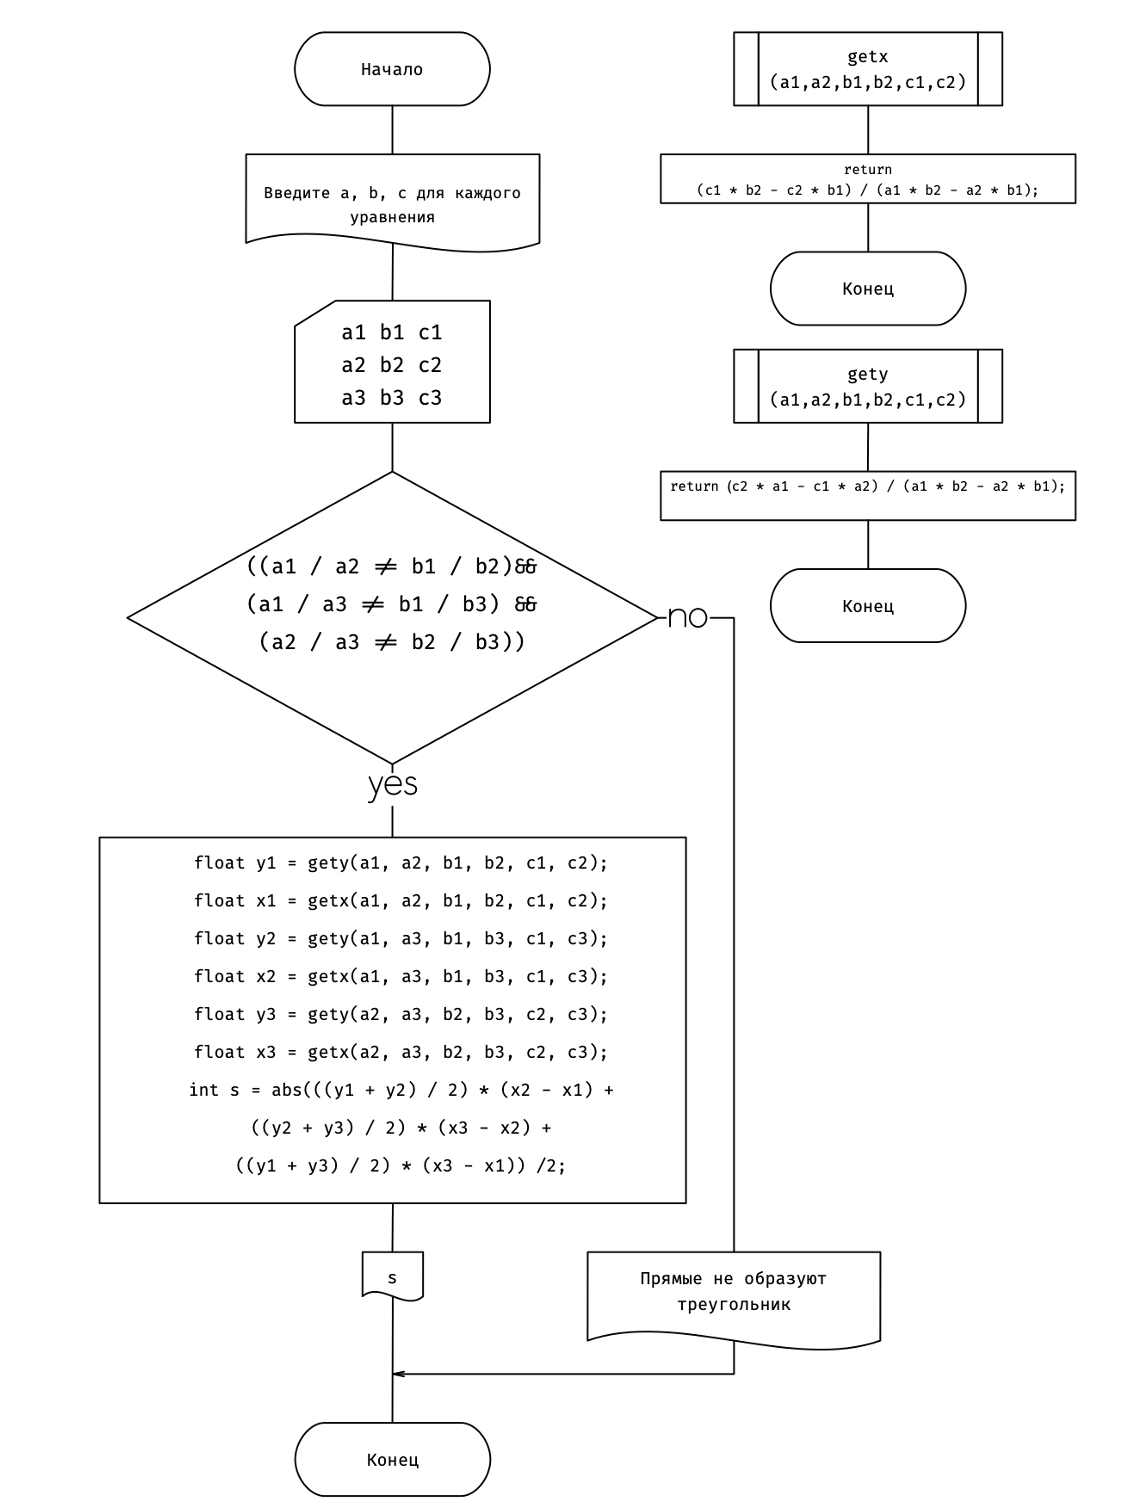 Начало
Введите a, b, c для каждого
уравнения
a1 b1 c1
a2 b2 c2
a3 b3 c3
((a1 / a2 ≠ b1 / b2)&&
(a1 / a3 ≠ b1 / b3) &&
(a2 / a3 ≠ b2 / b3))
no
yes
float y1 = gety(a1, a2, b1, b2, c1, c2);
float x1 = getx(a1, a2, b1, b2, c1, c2);
float y2 = gety(a1, a3, b1, b3, c1, c3);
float x2 = getx(a1, a3, b1, b3, c1, c3);
float y3 = gety(a2, a3, b2, b3, c2, c3);
float x3 = getx(a2, a3, b2, b3, c2, c3);
int s = abs(((y1 + y2) / 2) * (x2 - x1) +
((y2 + y3) / 2) * (x3 - x2) +
((y1 + y3) / 2) * (x3 - x1)) /2;
s
Прямые не образуют
треугольник
Конец
getx
(a1,a2,b1,b2,c1,c2)
return
(c1 * b2 - c2 * b1) / (a1 * b2 - a2 * b1);
Конец
gety
(a1,a2,b1,b2,c1,c2)
return (c2 * a1 - c1 * a2) / (a1 * b2 - a2 * b1);
Конец